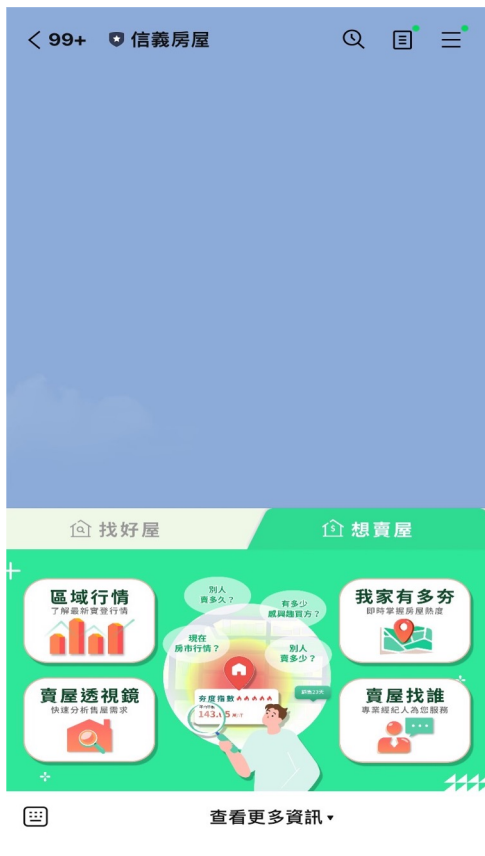 99+ 信義房屋
找好屋
想賣屋
區域行情
了解最新實登行情
別人
賣多久？
有多少
感興趣買方？
我家有多夯
即時掌握房屋熱度
現在
房市行情？
別人
賣多少？
賣屋透視鏡
快速分析售屋需求
夯度指數
賣屋找誰
專業經紀人為您服務
查看更多資訊